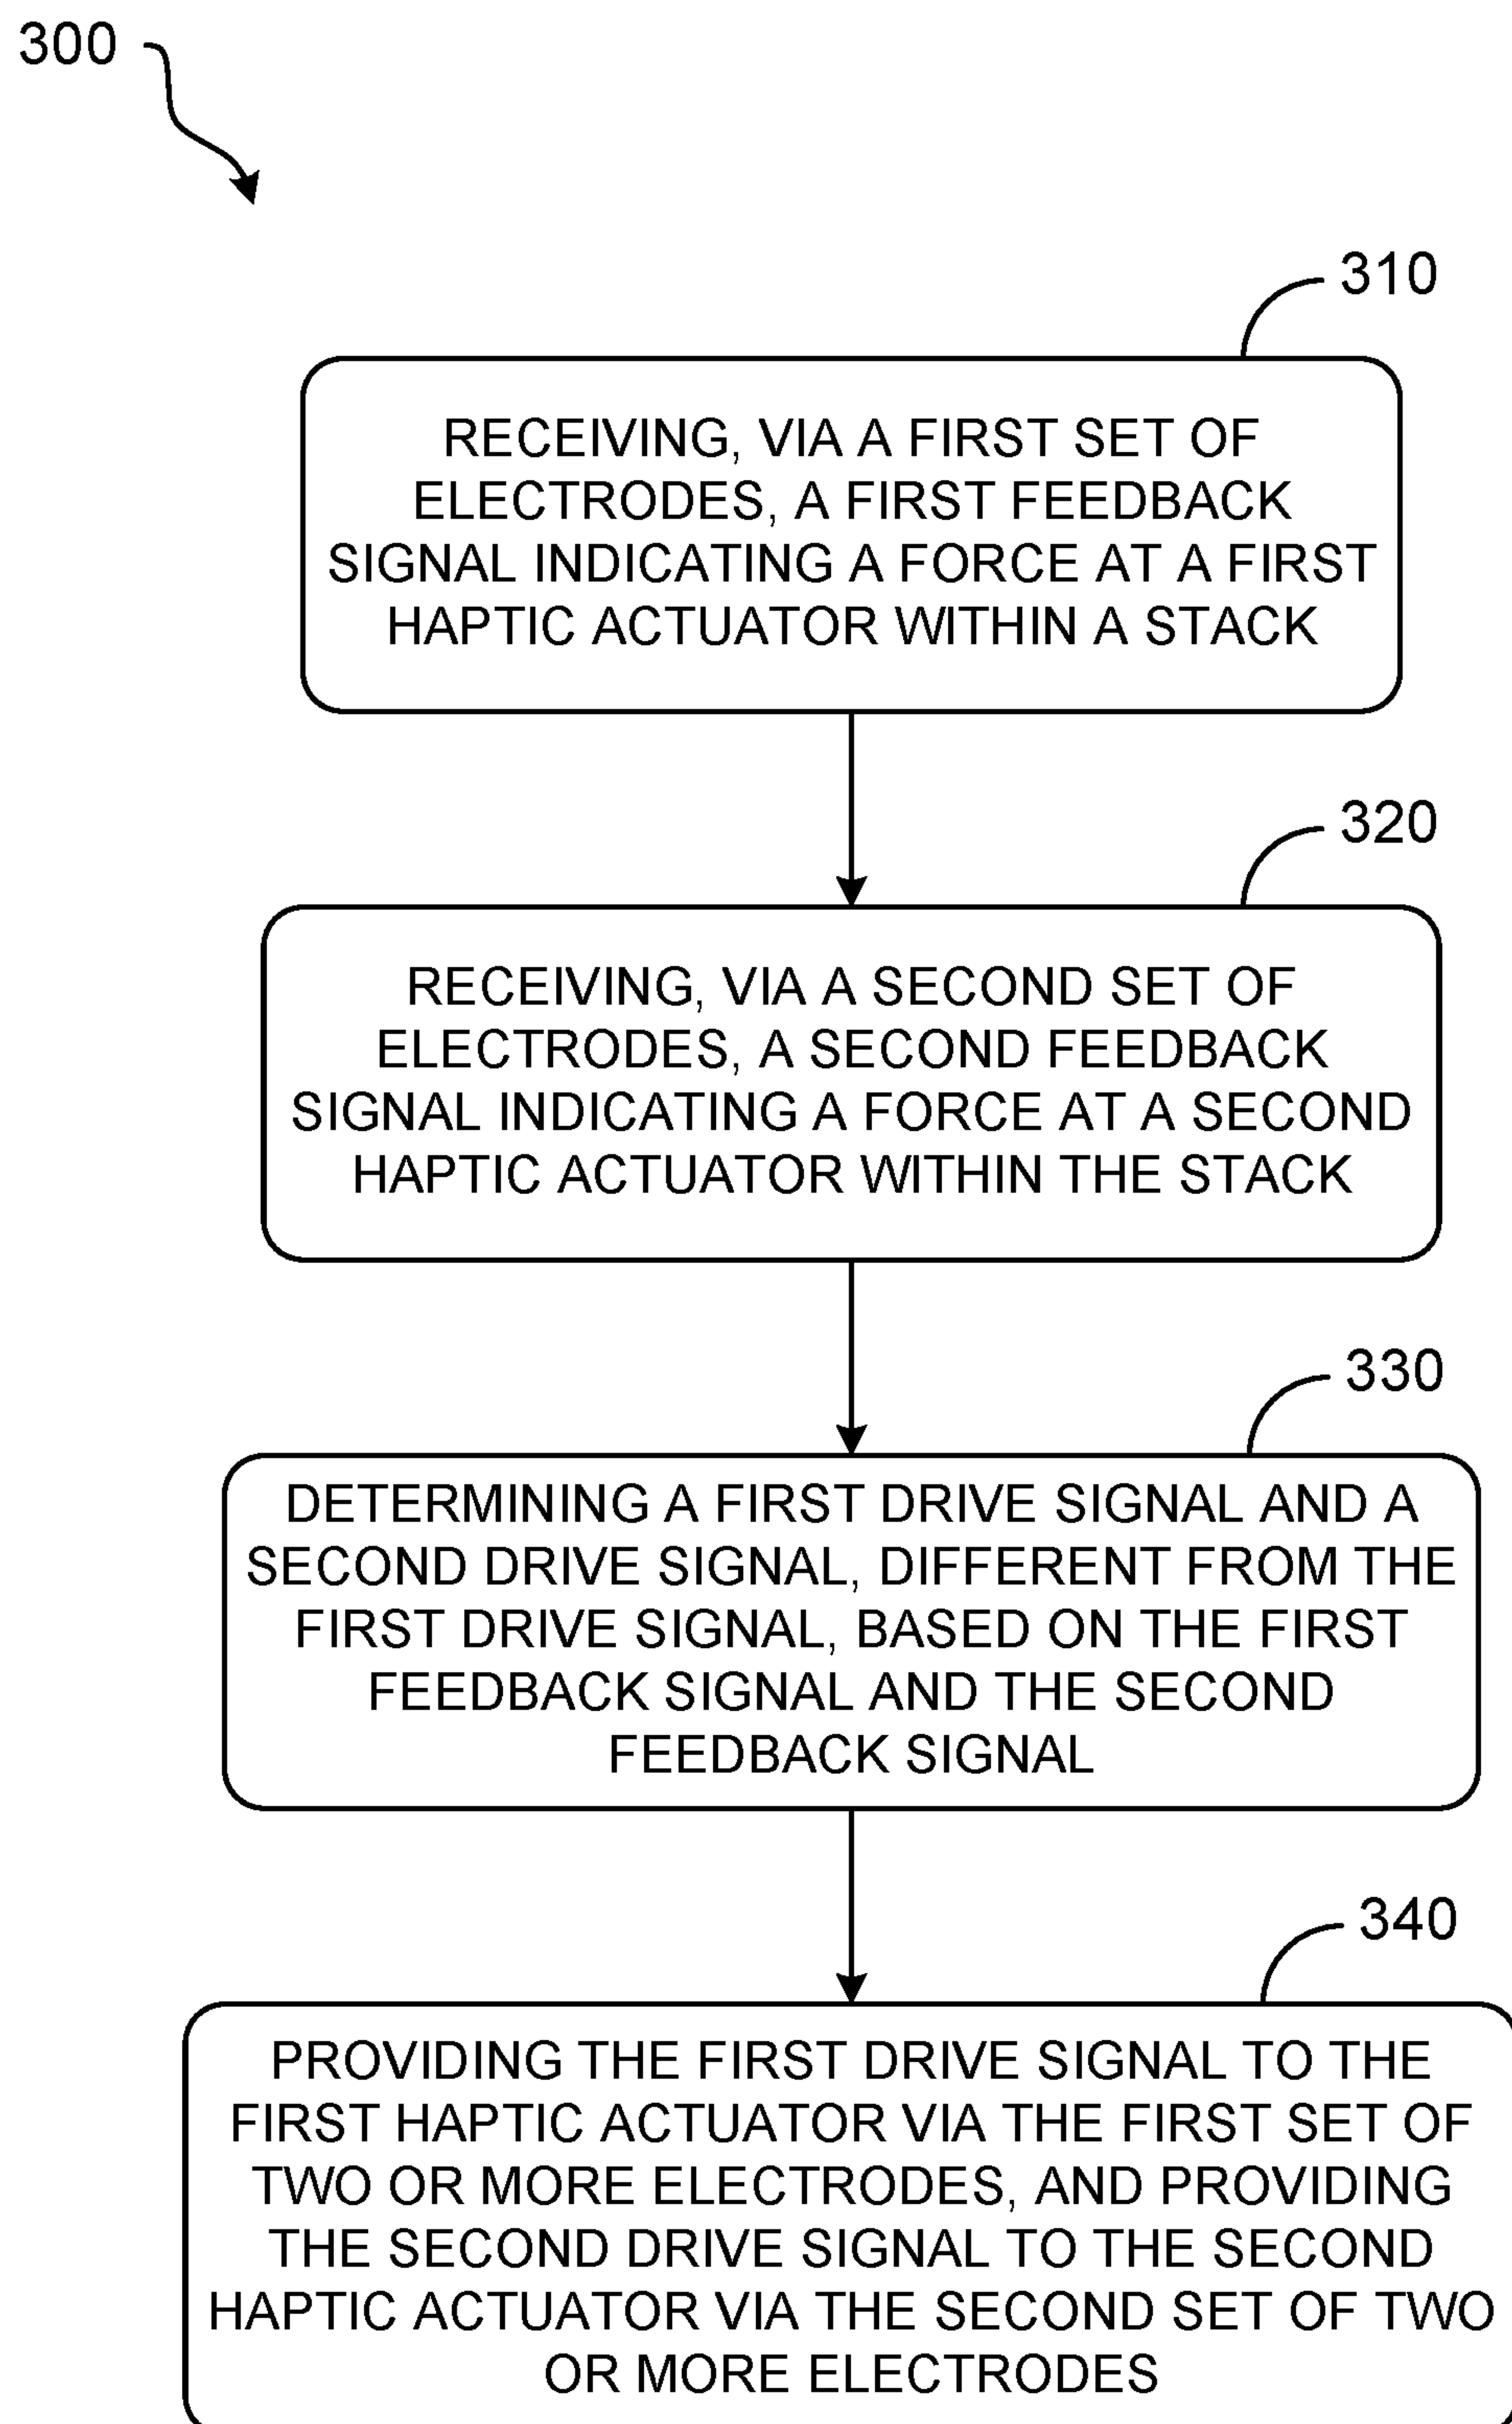 300
310
RECEIVING, VIA A FIRST SET OF
ELECTRODES, A FIRST FEEDBACK
SIGNAL INDICATING A FORCE AT A FIRST
HAPTIC ACTUATOR WITHIN A STACK
320
RECEIVING, VIA A SECOND SET OF
ELECTRODES, A SECOND FEEDBACK
SIGNAL INDICATING A FORCE AT A SECOND
HAPTIC ACTUATOR WITHIN THE STACK
330
DETERMINING A FIRST DRIVE SIGNAL AND A
SECOND DRIVE SIGNAL, DIFFERENT FROM THE
FIRST DRIVE SIGNAL, BASED ON THE FIRST
FEEDBACK SIGNAL AND THE SECOND
FEEDBACK SIGNAL
340
PROVIDING THE FIRST DRIVE SIGNAL TO THE
FIRST HAPTIC ACTUATOR VIA THE FIRST SET OF
TWO OR MORE ELECTRODES, AND PROVIDING
THE SECOND DRIVE SIGNAL TO THE SECOND
HAPTIC ACTUATOR VIA THE SECOND SET OF TWO
OR MORE ELECTRODES